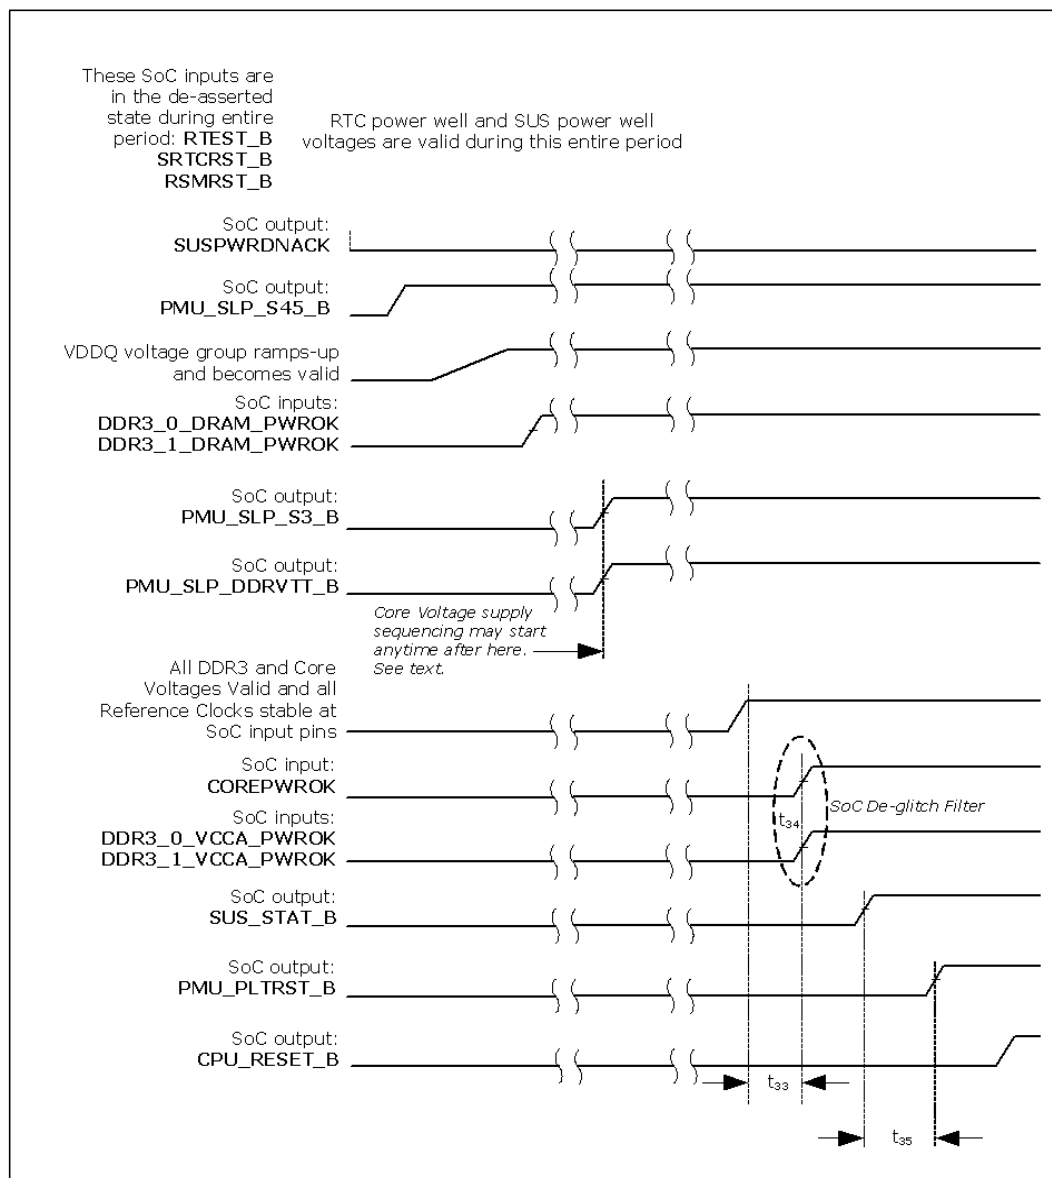 These SoC inputs are
in the de-asserted
state during entire
period: RTEST_B
SRTCRST_B
RSMRST_B
RTC power well and SUS power well
voltages are valid during this entire period
SoC output:
SUSPWRDNACK
SoC output:
PMU_SLP_S45_B
VDDQ voltage group ramps-up
and becomes valid
SoC inputs:
DDR3_0_DRAM_PWROK
DDR3_1_DRAM_PWROK
SoC output:
PMU_SLP_S3_B
SoC output:
PMU_SLP_DDRVTT_B
Core Voltage supply
sequencing may start
anytime after here.
See text.
All DDR3 and Core
Voltages Valid and all
Reference Clocks stable at
SoC input pins
SoC input:
COREPWROK
SoC De-glitch Filter
t34
SoC inputs:
DDR3_0_VCCA_PWROK
DDR3_1_VCCA_PWROK
SoC output:
SUS_STAT_B
SoC output:
PMU_PLTRST_B
SoC output:
CPU_RESET_B
t33
t35